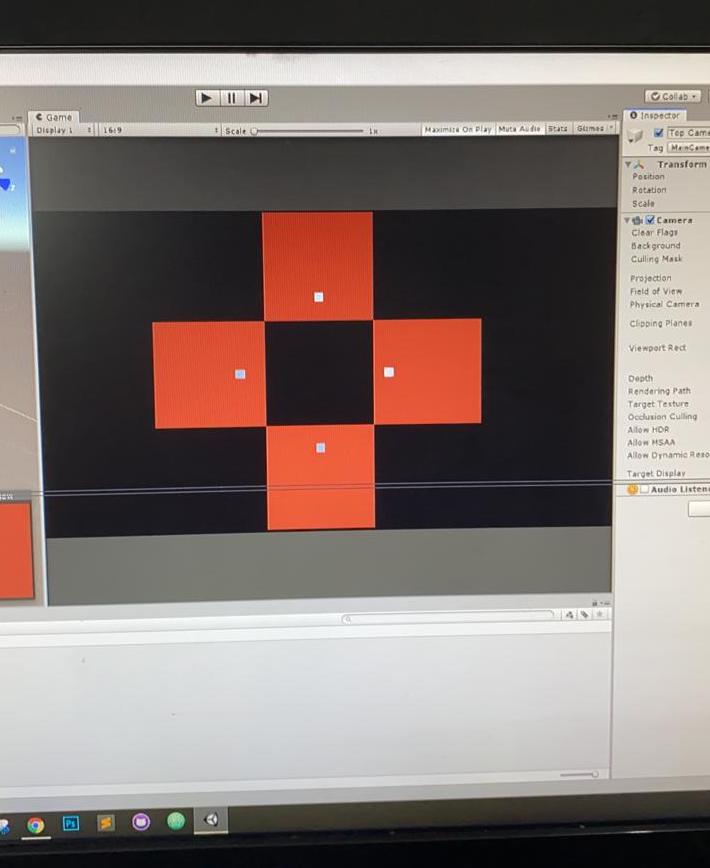 Collab
Game
Inspector
Display 1
16:9
Scale
1x
Maximize On Play
Mute Audio
Stats
Gizmos
Top Came
Tag
MainCame
Transform
Position
Rotation
Scale
Camera
Clear Flags
Background
Culling Mask
Projection
Field of View
Physical Camera
Clipping Planes
Viewport Rect
Depth
Rendering Path
Target Texture
Occlusion Culling
Allow HDR
Allow MSAA
Allow Dynamic Reso
Target Display
Audio Listene
Ps